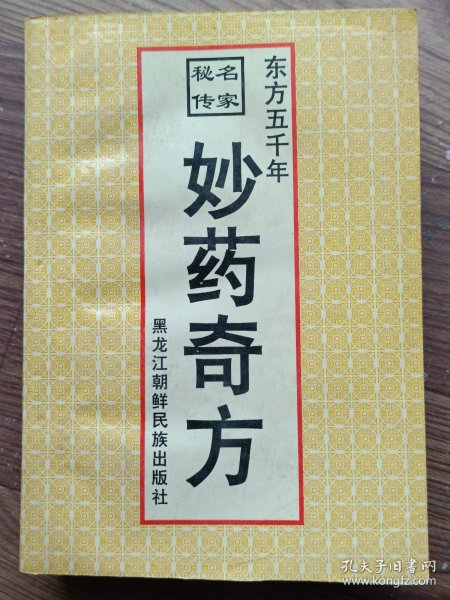 东方五千年
名家
秘传
妙药奇方
黑龙江朝鲜民族出版社
孔夫子旧书网
www.kongfz.com